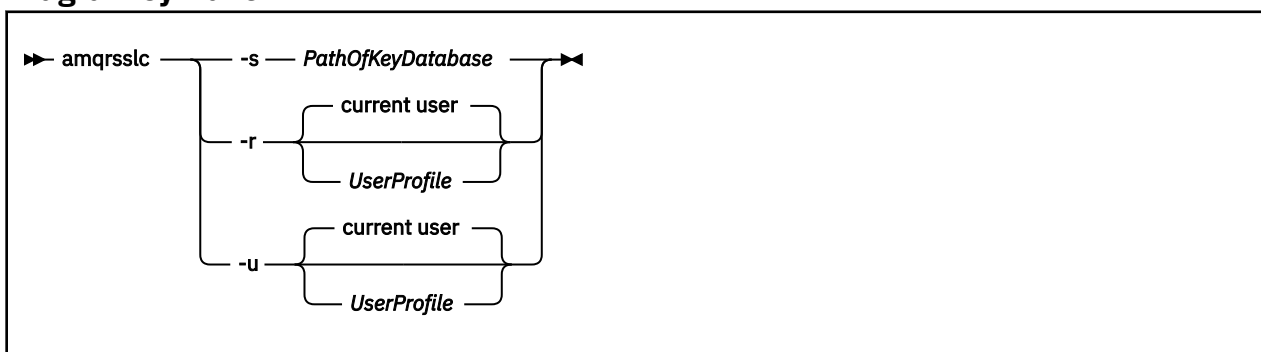 amqrsslc -s PathOfKeyDatabase
current user
-r
UserProfile
current user
-u
UserProfile